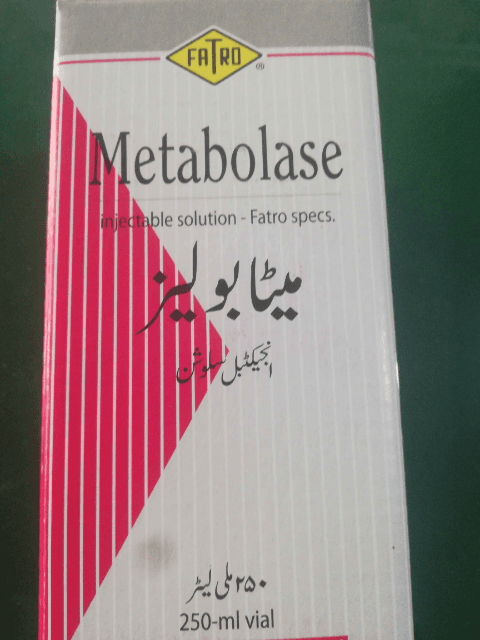 FATRO ®
Metabolase
injectable solution - Fatro specs.
میٹابولیز
انجیکٹبل سلوشن
۲۵۰ ملی لیٹر
250-ml vial